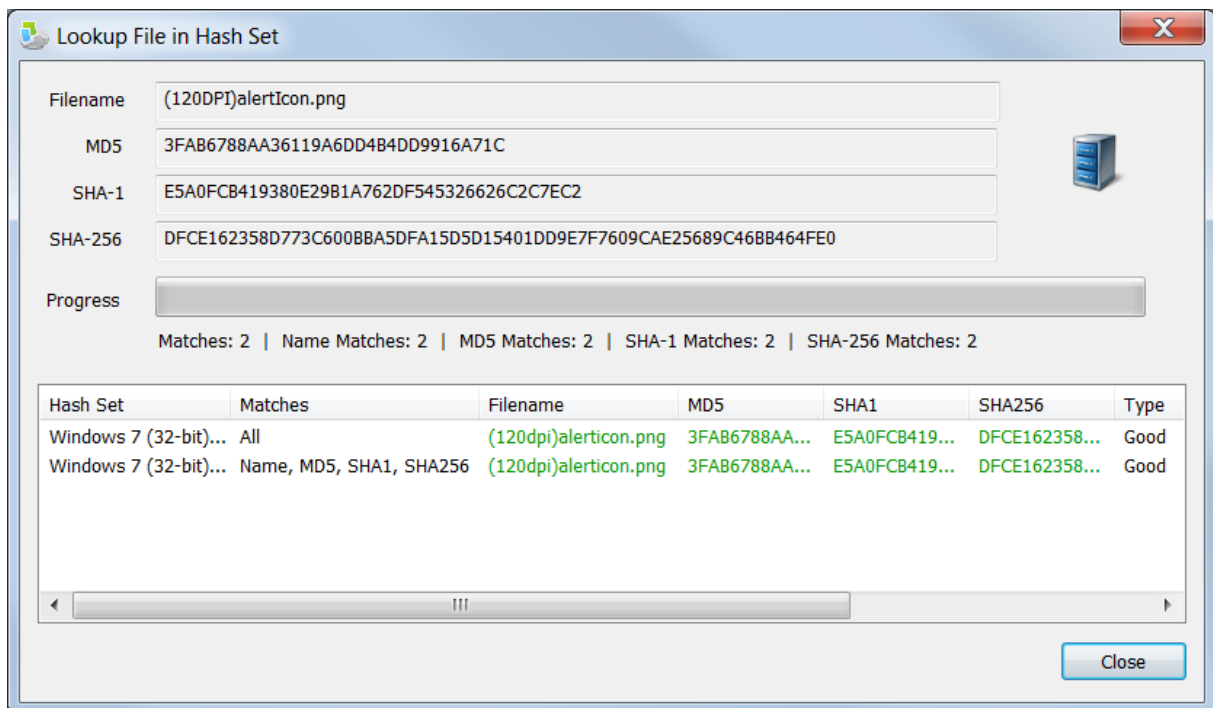 Lookup File in Hash Set
Filename (120DPI)alertIcon.png
MD5 3FAB6788AA36119A6DD4B4DD9916A71C
SHA-1 E5A0FCB419380E29B1A762DF545326626C2C7EC2
SHA-256 DFCE162358D773C600BBA5DFA15D5D15401DD9E7F7609CAE25689C46BB464FE0
Progress
Matches: 2 | Name Matches: 2 | MD5 Matches: 2 | SHA-1 Matches: 2 | SHA-256 Matches: 2
Hash Set Matches Filename MD5 SHA1 SHA256 Type
Windows 7 (32-bit)... All (120dpi)alerticon.png 3FAB6788AA... E5A0FCB419... DFCE162358... Good
Windows 7 (32-bit)... Name, MD5, SHA1, SHA256 (120dpi)alerticon.png 3FAB6788AA... E5A0FCB419... DFCE162358... Good
Close